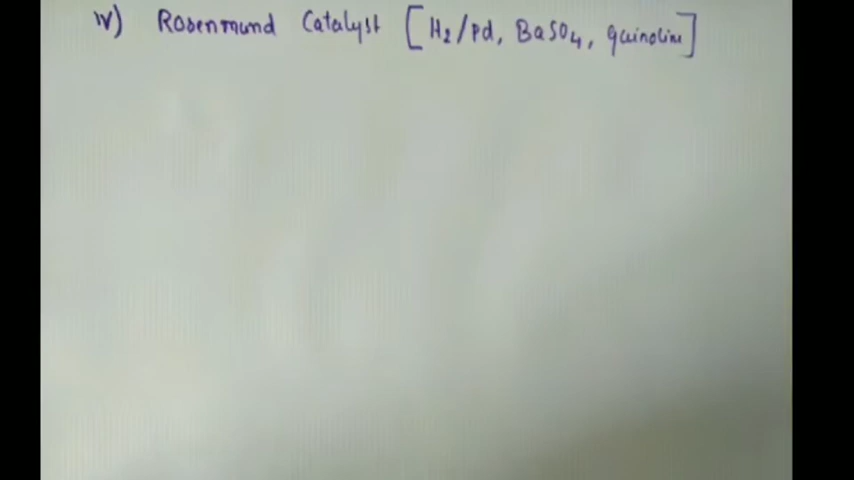 IV) Rosenmund Catalyst [H₂/Pd, BaSO₄, quinoline]